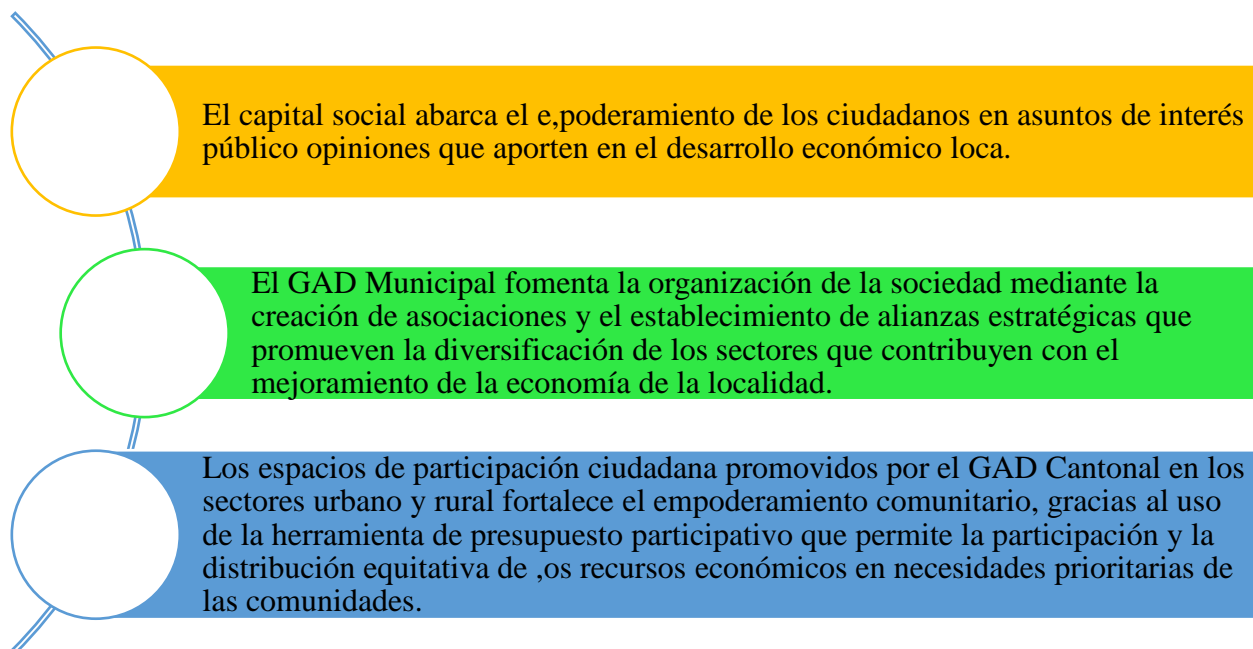 El capital social abarca el e,poderamiento de los ciudadanos en asuntos de interés
público opiniones que aporten en el desarrollo económico loca.
El GAD Municipal fomenta la organización de la sociedad mediante la
creación de asociaciones y el establecimiento de alianzas estratégicas que
promueven la diversificación de los sectores que contribuyen con el
mejoramiento de la economía de la localidad.
Los espacios de participación ciudadana promovidos por el GAD Cantonal en los
sectores urbano y rural fortalece el empoderamiento comunitario, gracias al uso
de la herramienta de presupuesto participativo que permite la participación y la
distribución equitativa de ,os recursos económicos en necesidades prioritarias de
las comunidades.